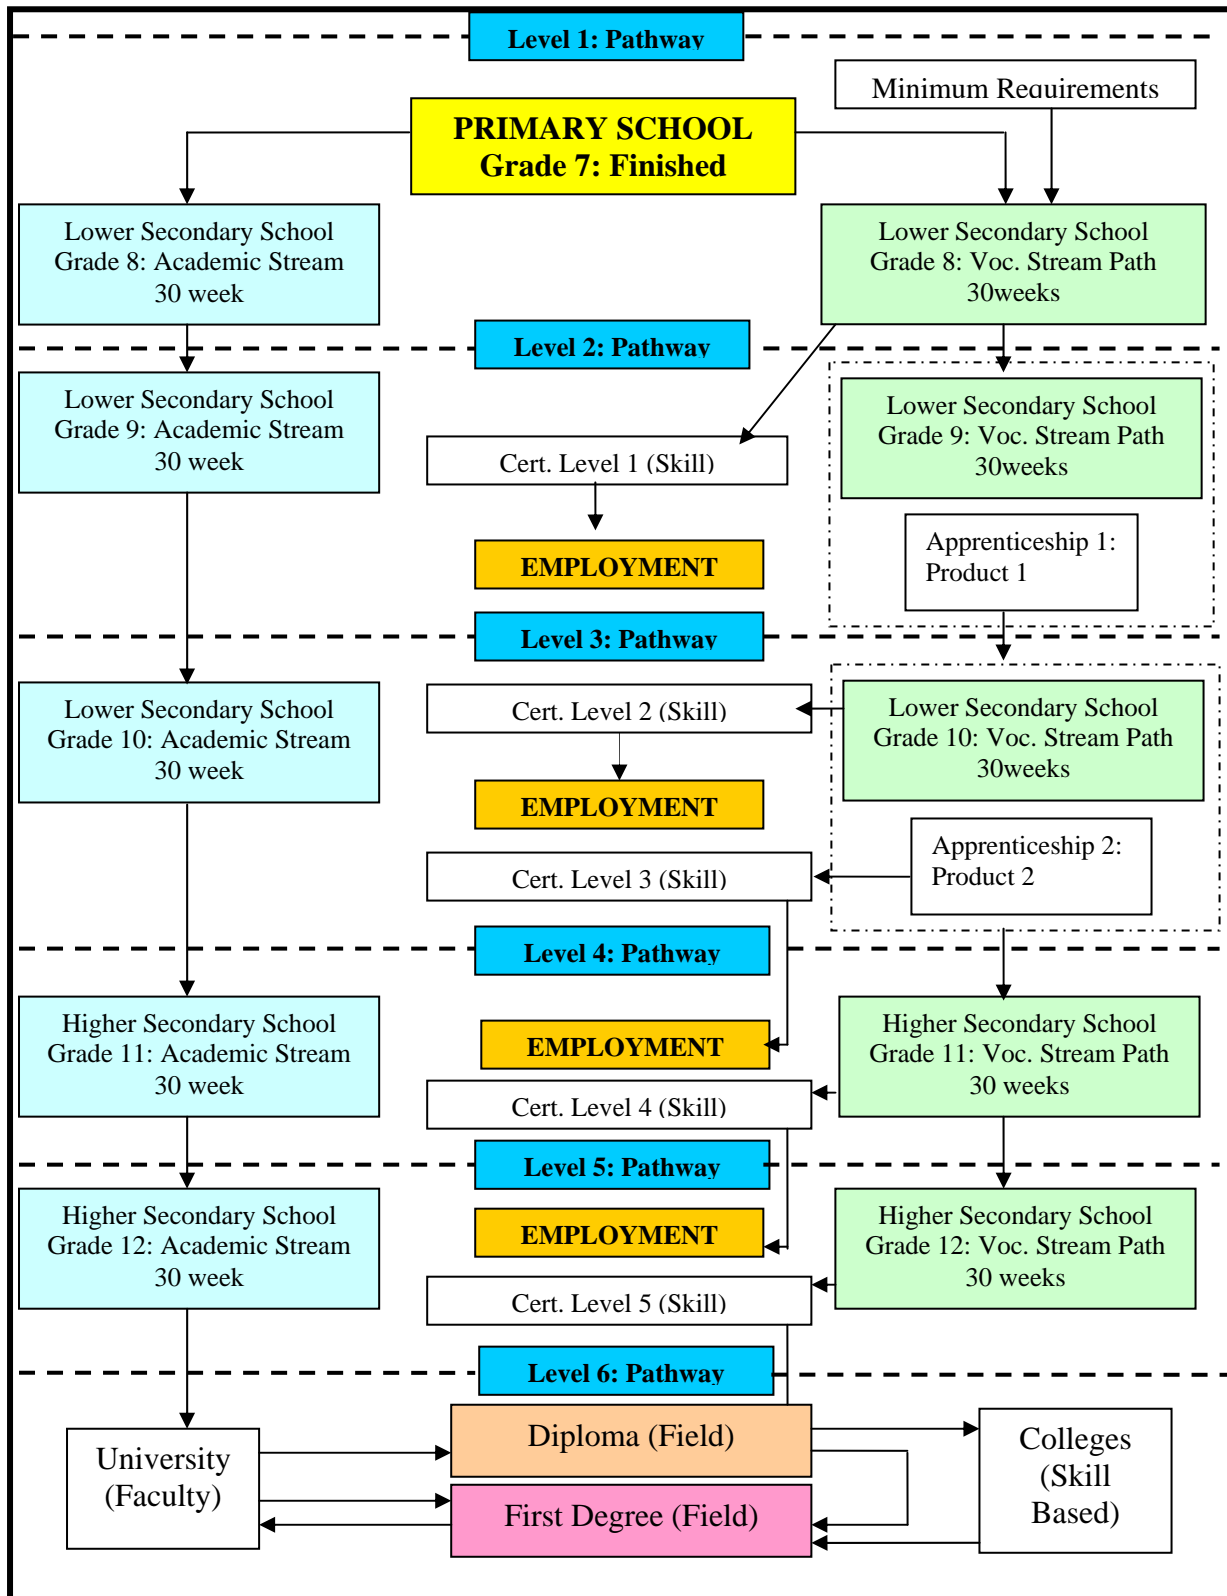 Level 1: Pathway
Minimum Requirements
PRIMARY SCHOOL
Grade 7: Finished
Lower Secondary School
Grade 8: Academic Stream
30 week
Lower Secondary School
Grade 8: Voc. Stream Path
30weeks
Level 2: Pathway
Lower Secondary School
Grade 9: Academic Stream
30 week
Cert. Level 1 (Skill)
Lower Secondary School
Grade 9: Voc. Stream Path
30weeks
EMPLOYMENT
Apprenticeship 1:
Product 1
Level 3: Pathway
Lower Secondary School
Grade 10: Academic Stream
30 week
Cert. Level 2 (Skill)
Lower Secondary School
Grade 10: Voc. Stream Path
30weeks
EMPLOYMENT
Cert. Level 3 (Skill)
Apprenticeship 2:
Product 2
Level 4: Pathway
Higher Secondary School
Grade 11: Academic Stream
30 week
EMPLOYMENT
Higher Secondary School
Grade 11: Voc. Stream Path
30 weeks
Cert. Level 4 (Skill)
Level 5: Pathway
Higher Secondary School
Grade 12: Academic Stream
30 week
EMPLOYMENT
Higher Secondary School
Grade 12: Voc. Stream Path
30 weeks
Cert. Level 5 (Skill)
Level 6: Pathway
University
(Faculty)
Diploma (Field)
First Degree (Field)
Colleges
(Skill
Based)